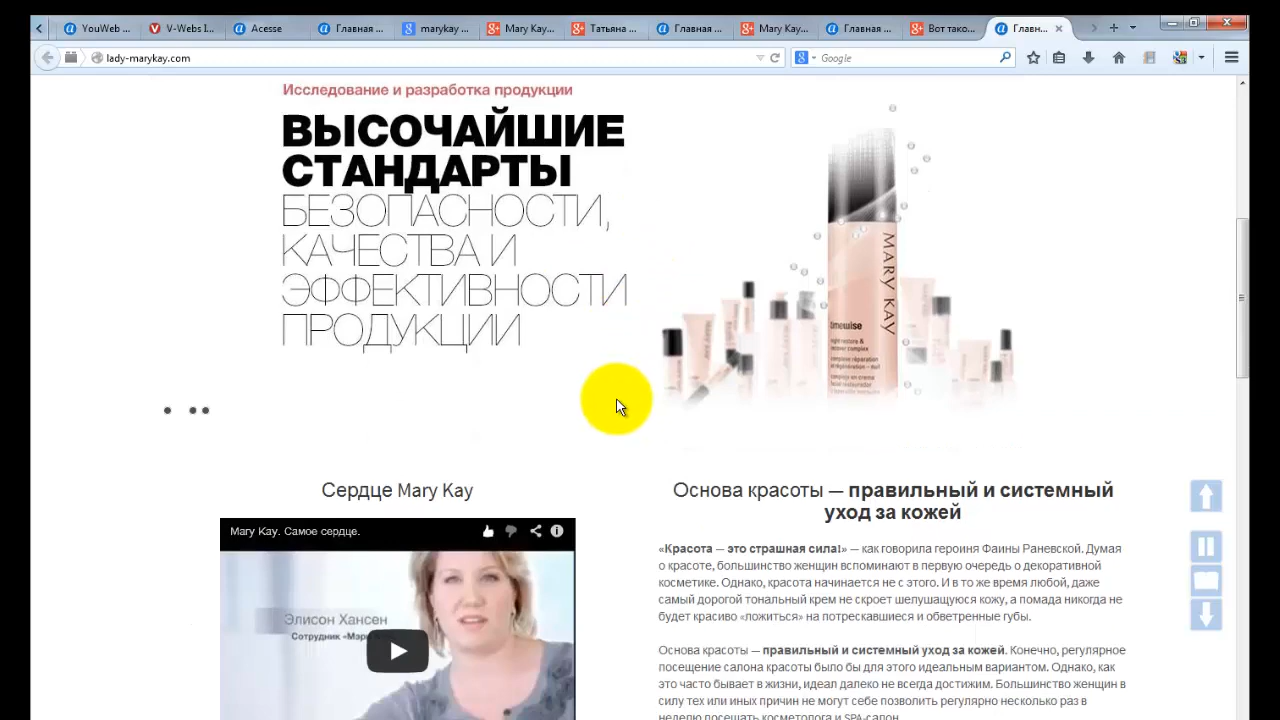 YouWeb ...
V-Webs I...
Acesse
Главная ...
marykay ...
Mary Kay...
Татьяна ...
Главная ...
Mary Kay...
Главная ...
Вот тако...
Главн...
lady-marykay.com
Google
Исследование и разработка продукции
ВЫСОЧАЙШИЕ
СТАНДАРТЫ
БЕЗОПАСНОСТИ,
КАЧЕСТВА И
ЭФФЕКТИВНОСТИ
ПРОДУКЦИИ
MARY KAY
timewise
Сердце Mary Kay
Mary Kay. Самое сердце.
Элисон Хансен
Сотрудник
Основа красоты — правильный и системный
уход за кожей
«Красота — это страшная сила!» — как говорила героиня Фаины Раневской. Думая
о красоте, большинство женщин вспоминают в первую очередь о декоративной
косметике. Однако, красота начинается не с этого. И в то же время любой, даже
самый дорогой тональный крем не скроет шелушащуюся кожу, а помада никогда не
будет красиво «ложиться» на потрескавшиеся и обветренные губы.
Основа красоты — правильный и системный уход за кожей. Конечно, регулярное
посещение салона красоты было бы для этого идеальным вариантом. Однако, как
это часто бывает в жизни, идеал далеко не всегда достижим. Большинство женщин в
силу тех или иных причин не могут себе позволить регулярно несколько раз в
неделю посещать косметолога и SPA-салон.